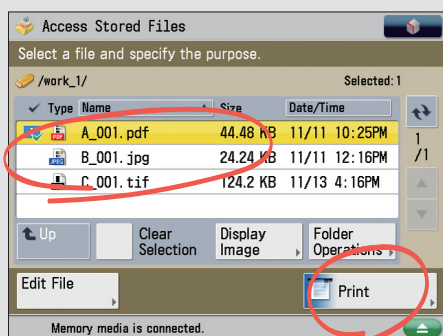 Access Stored Files
Select a file and specify the purpose.
/work_1/ Selected:1
Type Name Size Date/Time
PDF A_001.pdf 44.48 KB 11/11 10:25PM
JPEG B_001.jpg 24.24 KB 11/11 12:16PM
C_001.tif 124.2 KB 11/13 4:16PM
1
/1
Up Clear Selection Display Image Folder Operations
Edit File Print
Memory media is connected.